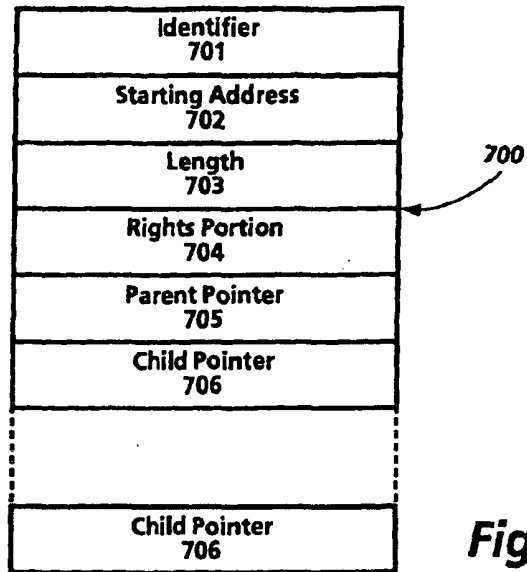 Identifier
701
Starting Address
702
Length
703
700
Rights Portion
704
Parent Pointer
705
Child Pointer
706
Child Pointer
706
Fig